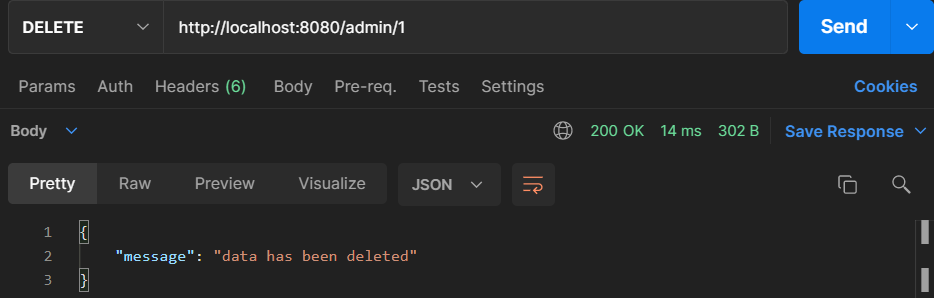 DELETE http://localhost:8080/admin/1 Send
Params Auth Headers (6) Body Pre-req. Tests Settings Cookies
Body 200 OK 14 ms 302 B Save Response
Pretty Raw Preview Visualize JSON
1 {
2 "message": "data has been deleted"
3 }